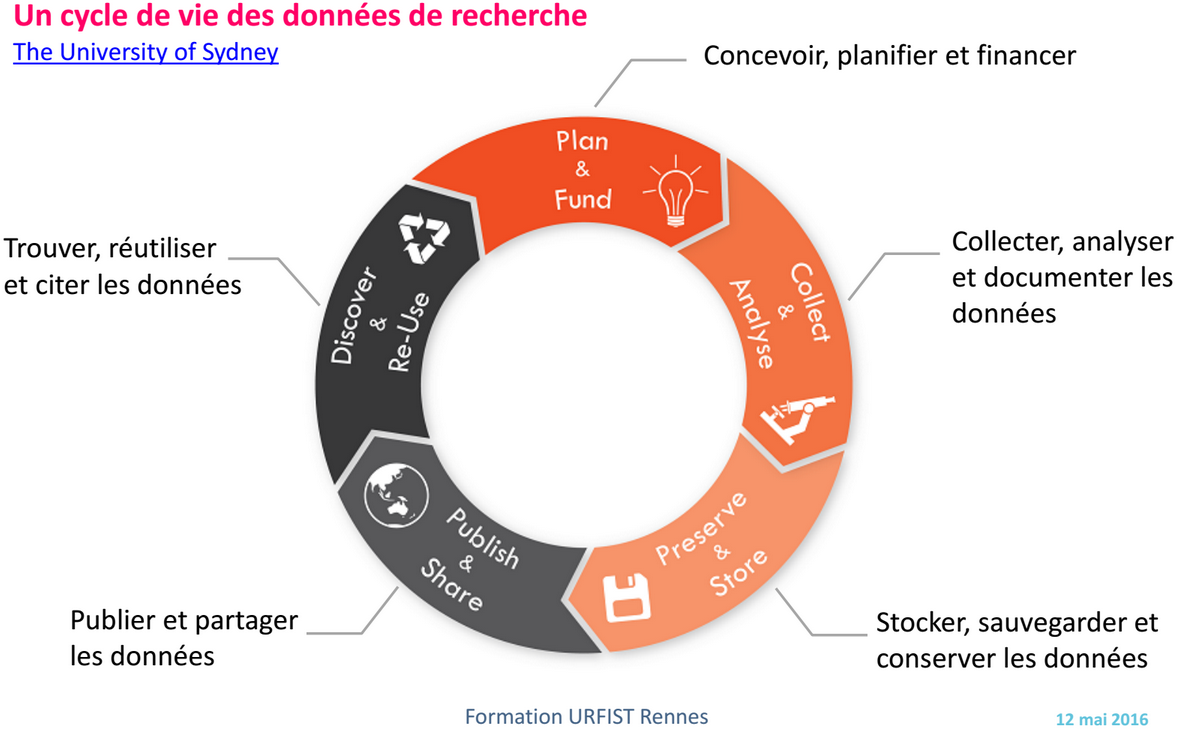 Un cycle de vie des données de recherche
The University of Sydney
Concevoir, planifier et financer
Plan
&
Fund
Collecter, analyser
et documenter les
données
Collect
&
Analyse
Stocker, sauvegarder et
conserver les données
Preserve
&
Store
Publier et partager
les données
Publish
&
Share
Trouver, réutiliser
et citer les données
Discover
&
Re-Use
Formation URFIST Rennes
12 mai 2016